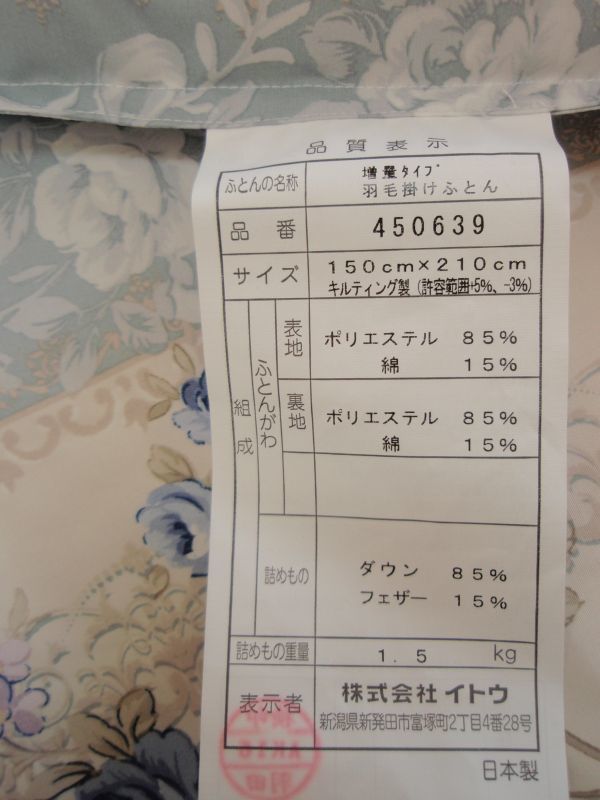 品質表示
ふとんの名称 増量タイプ
羽毛掛けふとん
品番 450639
サイズ 150cm×210cm
キルティング製(許容範囲+5%、-3%)
組成 ふとんがわ 表地 ポリエステル 85%
綿 15%
裏地 ポリエステル 85%
綿 15%
詰めもの ダウン 85%
フェザー 15%
詰めもの重量 1.5 kg
表示者 株式会社 イトウ
新潟県新発田市富塚町2丁目4番28号
日本製